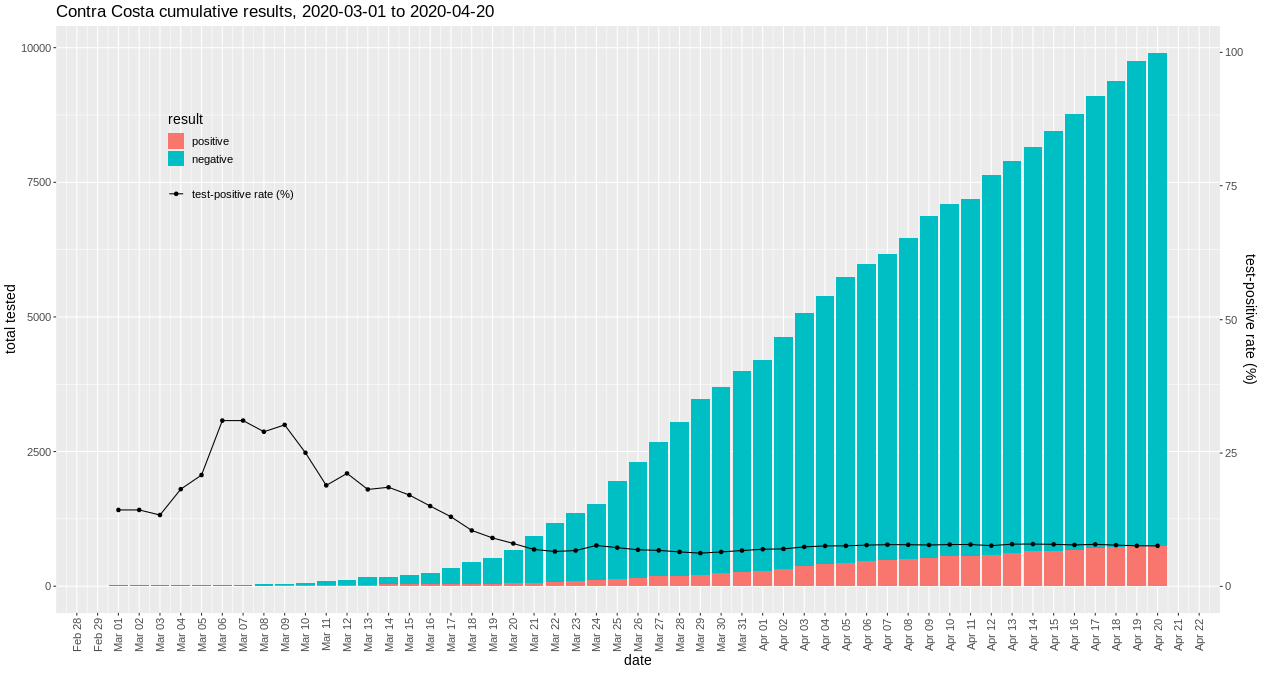 Contra Costa cumulative results, 2020-03-01 to 2020-04-20
total tested
10000
7500
5000
2500
0
result
positive
negative
test-positive rate (%)
100
75
50
25
0
test-positive rate (%)
Feb 28
Feb 29
Mar 01
Mar 02
Mar 03
Mar 04
Mar 05
Mar 06
Mar 07
Mar 08
Mar 09
Mar 10
Mar 11
Mar 12
Mar 13
Mar 14
Mar 15
Mar 16
Mar 17
Mar 18
Mar 19
Mar 20
Mar 21
Mar 22
Mar 23
Mar 24
Mar 25
Mar 26
Mar 27
Mar 28
Mar 29
Mar 30
Mar 31
Apr 01
Apr 02
Apr 03
Apr 04
Apr 05
Apr 06
Apr 07
Apr 08
Apr 09
Apr 10
Apr 11
Apr 12
Apr 13
Apr 14
Apr 15
Apr 16
Apr 17
Apr 18
Apr 19
Apr 20
Apr 21
Apr 22
date